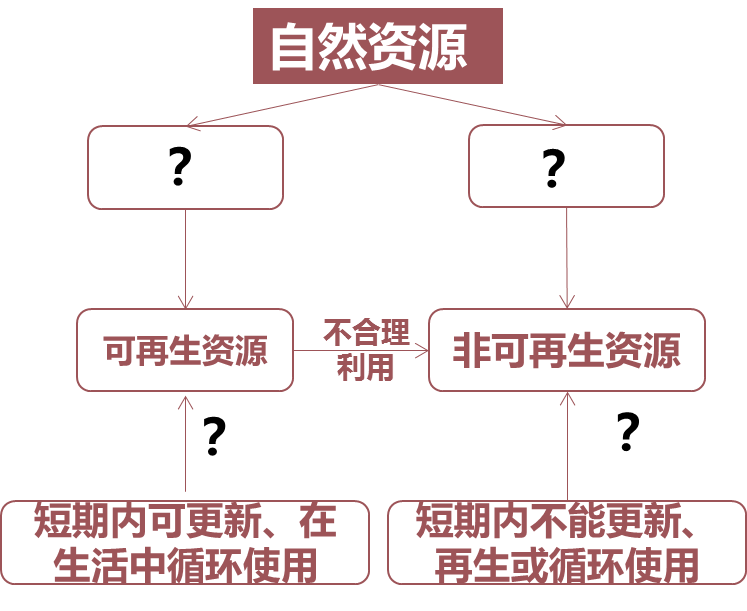 自然资源
?
?
可再生资源
不合理
利用
非可再生资源
?
?
短期内可更新、在
生活中循环使用
短期内不能更新、
再生或循环使用